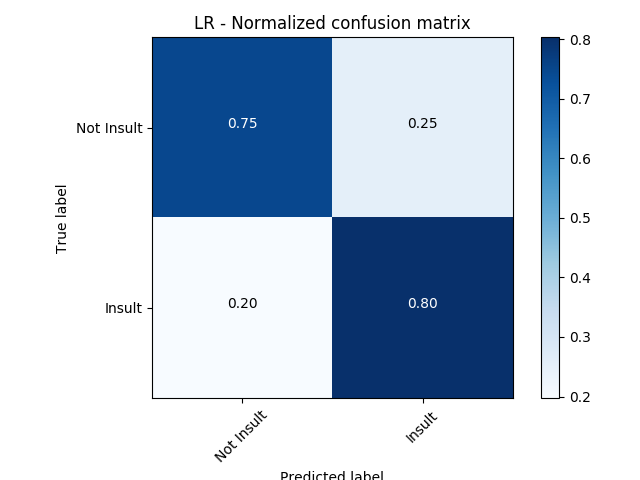 LR - Normalized confusion matrix
True label
Not Insult
0.75
0.25
Insult
0.20
0.80
Not Insult
Insult
Predicted label
0.8
0.7
0.6
0.5
0.4
0.3
0.2